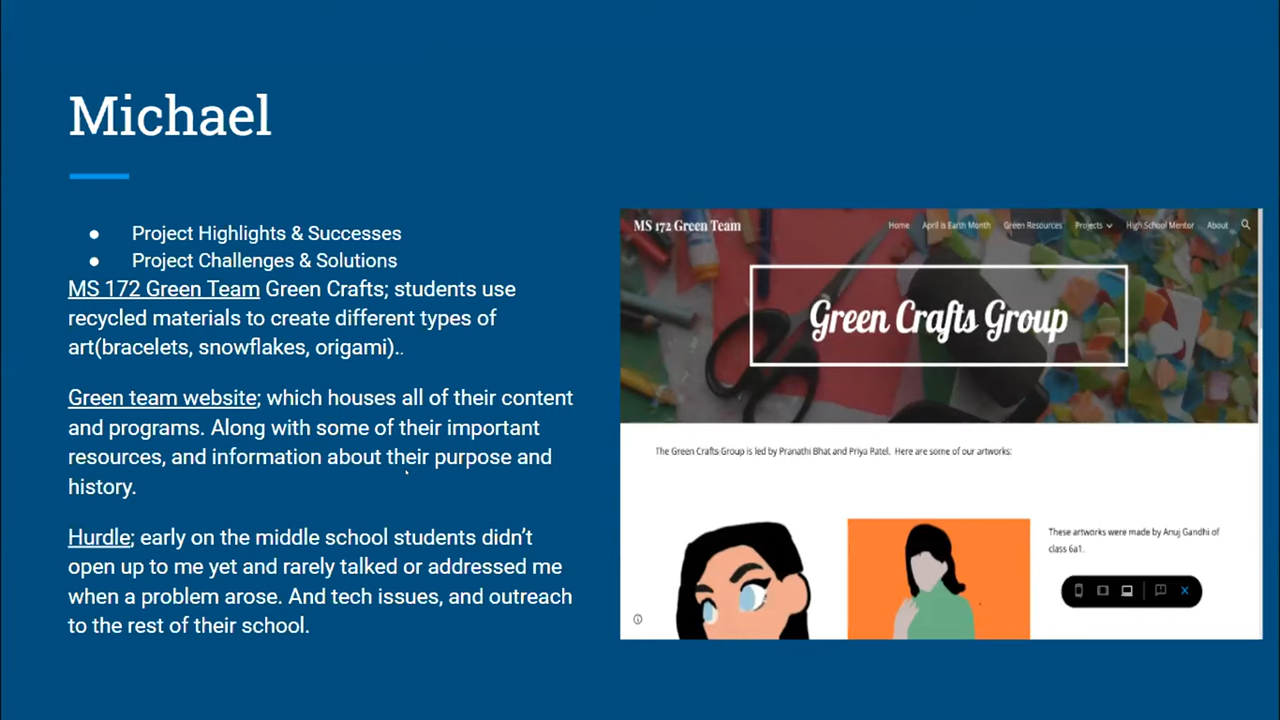 Michael
● Project Highlights & Successes
● Project Challenges & Solutions
MS 172 Green Team Green Crafts; students use
recycled materials to create different types of
art(bracelets, snowflakes, origami)..
Green team website; which houses all of their content
and programs. Along with some of their important
resources, and information about their purpose and
history.
Hurdle; early on the middle school students didn’t
open up to me yet and rarely talked or addressed me
when a problem arose. And tech issues, and outreach
to the rest of their school.
MS 172 Green Team
Home April is Earth Month Green Resources Projects High School Mentor About
Green Crafts Group
The Green Crafts Group is led by Pranathi Bhat and Priya Patel. Here are some of our artworks:
These artworks were made by Anuj Gandhi of
class 6a1.